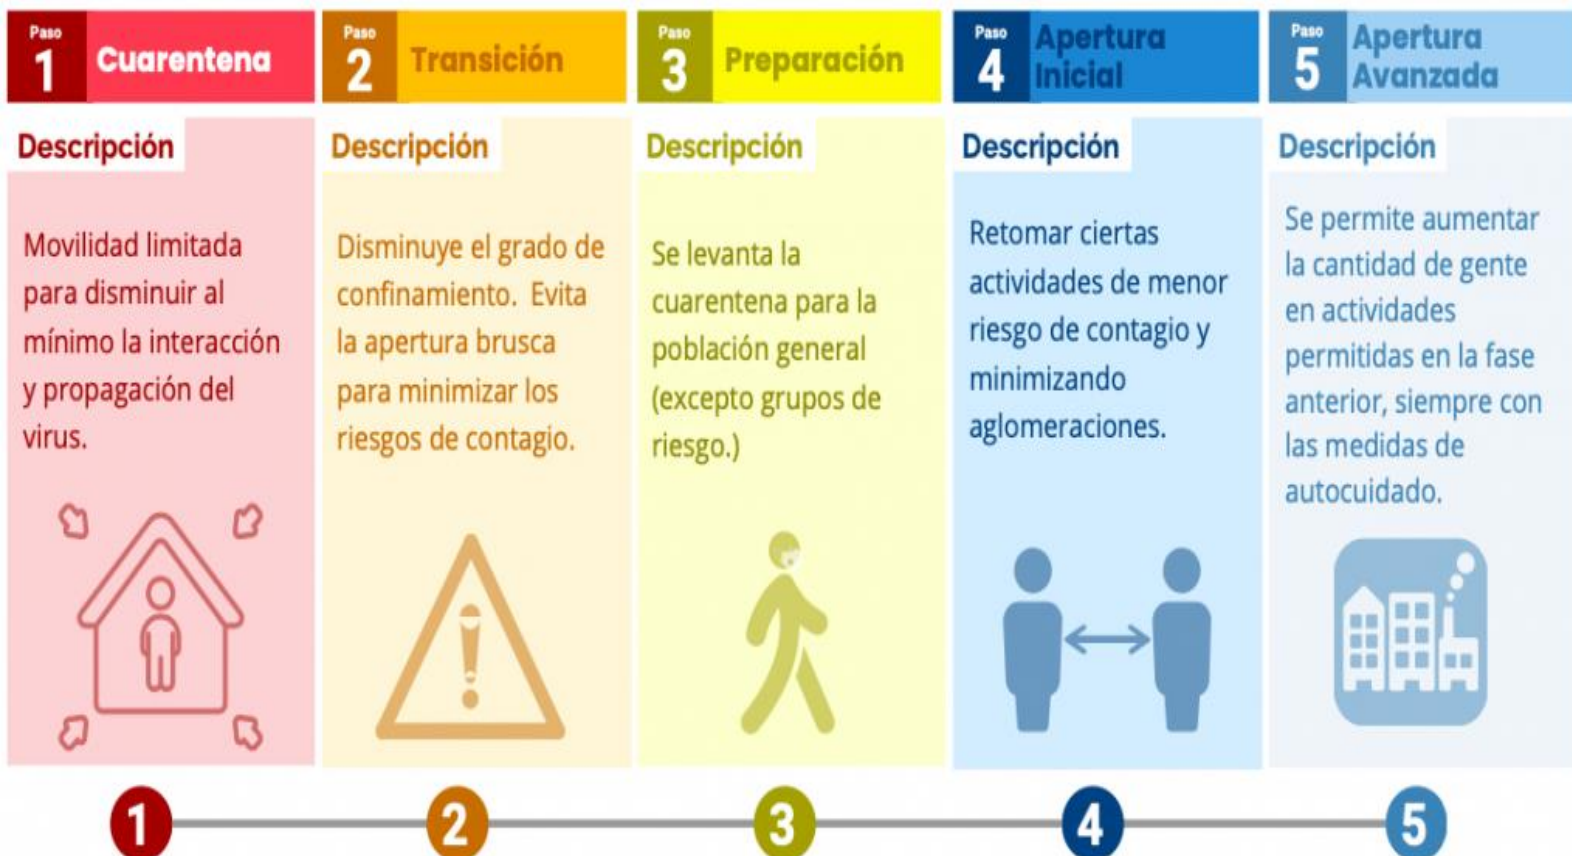 Paso
1
Cuarentena
Descripción
Movilidad limitada
para disminuir al
mínimo la interacción
y propagación del
virus.
Paso
2
Transición
Descripción
Disminuye el grado de
confinamiento. Evita
la apertura brusca
para minimizar los
riesgos de contagio.
Paso
3
Preparación
Descripción
Se levanta la
cuarentena para la
población general
(excepto grupos de
riesgo.)
Paso
4
Apertura
Inicial
Descripción
Retomar ciertas
actividades de menor
riesgo de contagio y
minimizando
aglomeraciones.
Paso
5
Apertura
Avanzada
Descripción
Se permite aumentar
la cantidad de gente
en actividades
permitidas en la fase
anterior, siempre con
las medidas de
autocuidado.
1
2
3
4
5